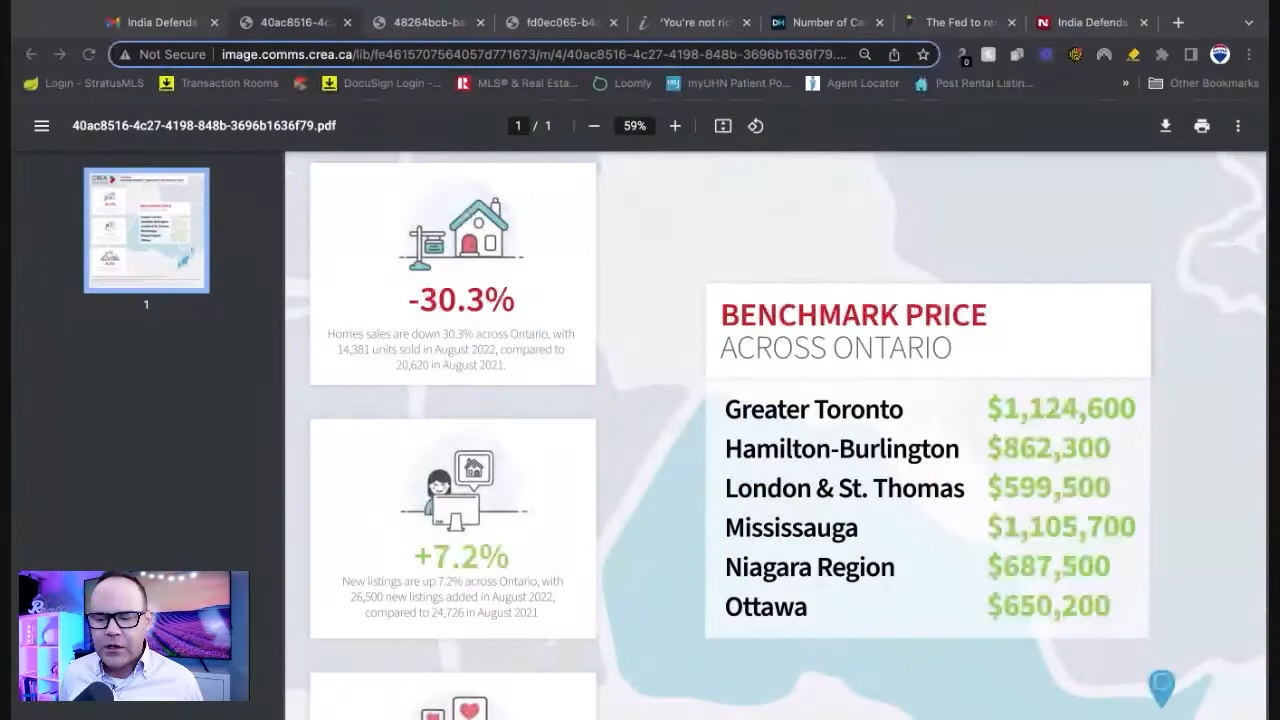 India Defends
40ac8516-4c
48264bcb-ba
fd0ec065-b4
'You're not ri
Number of Ca
The Fed to re
India Defends
Not Secure
image.comms.crea.ca/lib/fe4615707564057d771673/m/4/40ac8516-4c27-4198-848b-3696b1636f79....
Login - StratusMLS
Transaction Rooms
DocuSign Login -...
MLS® & Real Esta...
Loomly
myUHN Patient Po...
Agent Locator
Post Rental Listin...
»
Other Bookmarks
40ac8516-4c27-4198-848b-3696b1636f79.pdf
1 / 1
59%
1
-30.3%
Homes sales are down 30.3% across Ontario, with
14,381 units sold in August 2022, compared to
20,620 in August 2021.
+7.2%
New listings are up 7.2% across Ontario, with
26,500 new listings added in August 2022,
compared to 24,726 in August 2021
BENCHMARK PRICE
ACROSS ONTARIO
Greater Toronto $1,124,600
Hamilton-Burlington $862,300
London & St. Thomas $599,500
Mississauga $1,105,700
Niagara Region $687,500
Ottawa $650,200